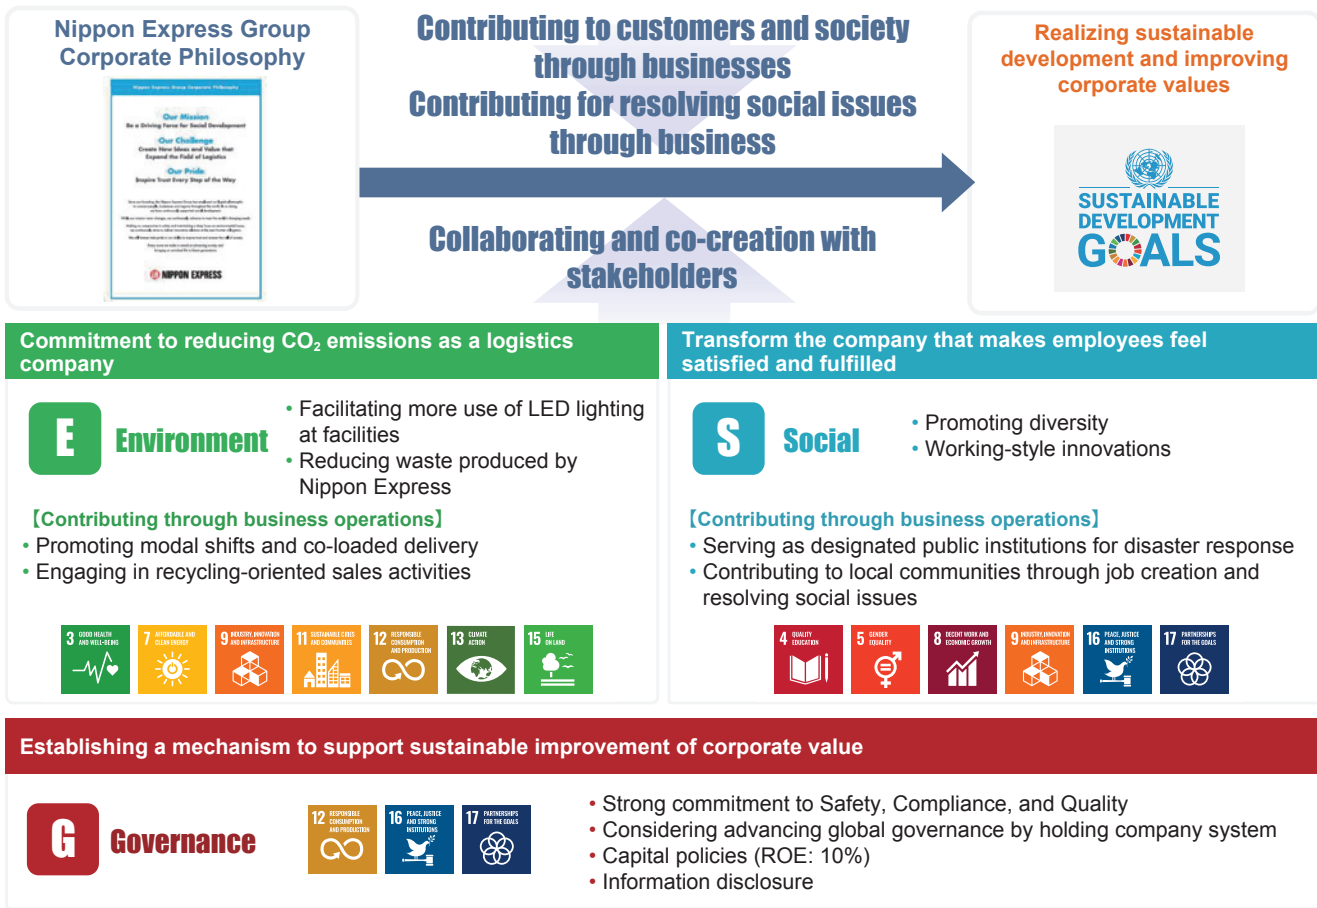 Nippon Express Group
Corporate Philosophy
Nippon Express Group Corporate Philosophy
Our Mission
Be a Driving Force for Social Development
Our Challenge
Create New Ideas and Value that
Expand the Field of Logistics
Our Pride
Inspire Trust Every Step of the Way
NIPPON EXPRESS
Contributing to customers and society
through businesses
Contributing for resolving social issues
through business
Collaborating and co-creation with
stakeholders
Realizing sustainable
development and improving
corporate values
SUSTAINABLE
DEVELOPMENT
GOALS
Commitment to reducing CO₂ emissions as a logistics
company
E
Environment
• Facilitating more use of LED lighting
at facilities
• Reducing waste produced by
Nippon Express
【Contributing through business operations】
• Promoting modal shifts and co-loaded delivery
• Engaging in recycling-oriented sales activities
3 GOOD HEALTH
AND WELL-BEING
7 AFFORDABLE AND
CLEAN ENERGY
9 INDUSTRY, INNOVATION
AND INFRASTRUCTURE
11 SUSTAINABLE CITIES
AND COMMUNITIES
12 RESPONSIBLE
CONSUMPTION
AND PRODUCTION
13 CLIMATE
ACTION
15 LIFE
ON LAND
Transform the company that makes employees feel
satisfied and fulfilled
S
Social
• Promoting diversity
• Working-style innovations
【Contributing through business operations】
• Serving as designated public institutions for disaster response
• Contributing to local communities through job creation and
resolving social issues
4 QUALITY
EDUCATION
5 GENDER
EQUALITY
8 DECENT WORK AND
ECONOMIC GROWTH
9 INDUSTRY, INNOVATION
AND INFRASTRUCTURE
16 PEACE, JUSTICE
AND STRONG
INSTITUTIONS
17 PARTNERSHIPS
FOR THE GOALS
Establishing a mechanism to support sustainable improvement of corporate value
G
Governance
12 RESPONSIBLE
CONSUMPTION
AND PRODUCTION
16 PEACE, JUSTICE
AND STRONG
INSTITUTIONS
17 PARTNERSHIPS
FOR THE GOALS
• Strong commitment to Safety, Compliance, and Quality
• Considering advancing global governance by holding company system
• Capital policies (ROE: 10%)
• Information disclosure